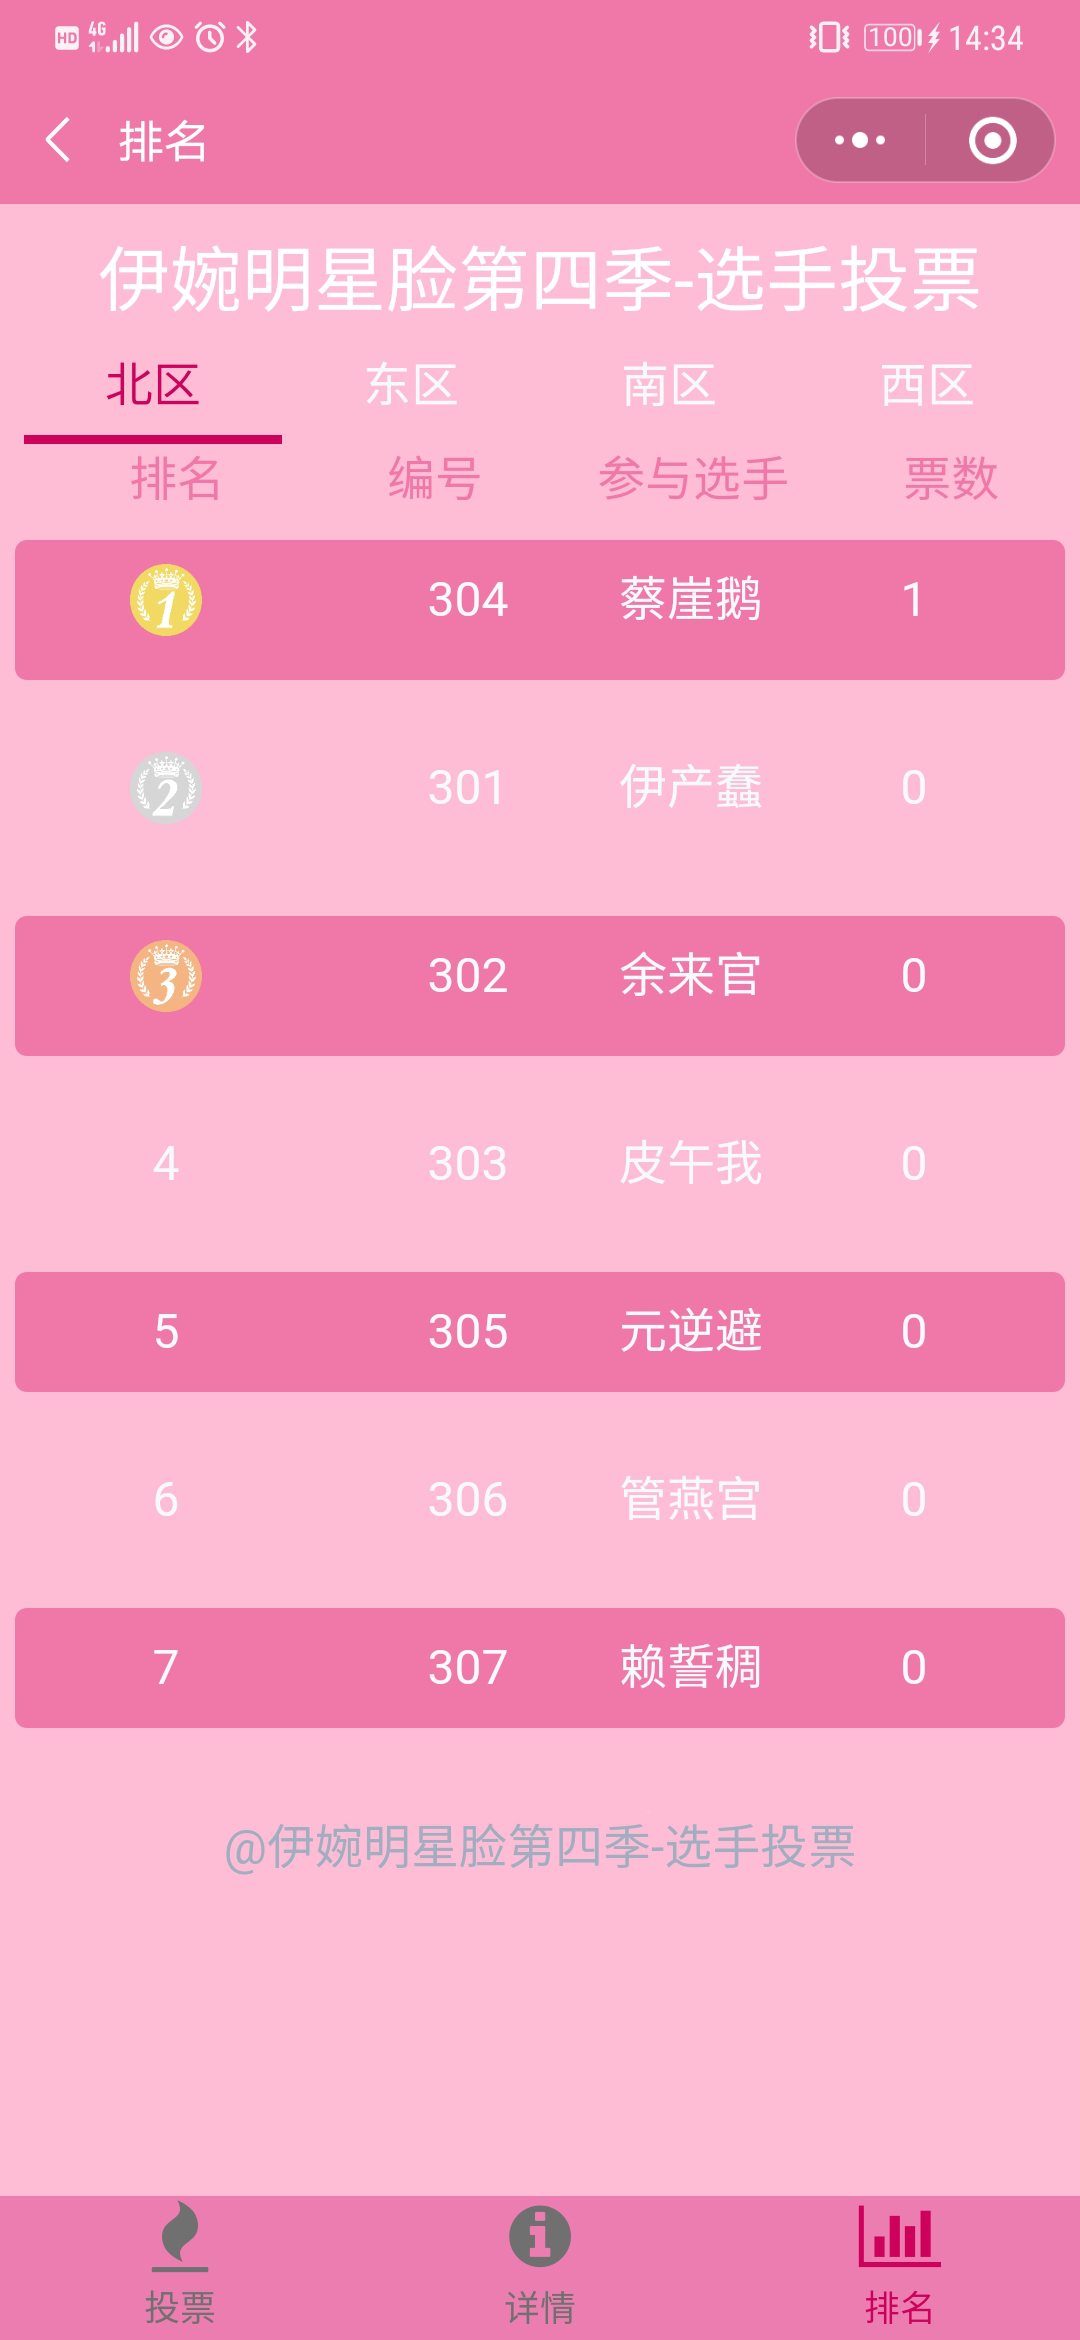 HD 4G 100 14:34
排名
伊婉明星脸第四季-选手投票
北区 东区 南区 西区
排名 编号 参与选手 票数
1 304 蔡崖鹅 1
2 301 伊产蠢 0
3 302 余来官 0
4 303 皮午我 0
5 305 元逆避 0
6 306 管燕宫 0
7 307 赖誓稠 0
@伊婉明星脸第四季-选手投票
投票 详情 排名